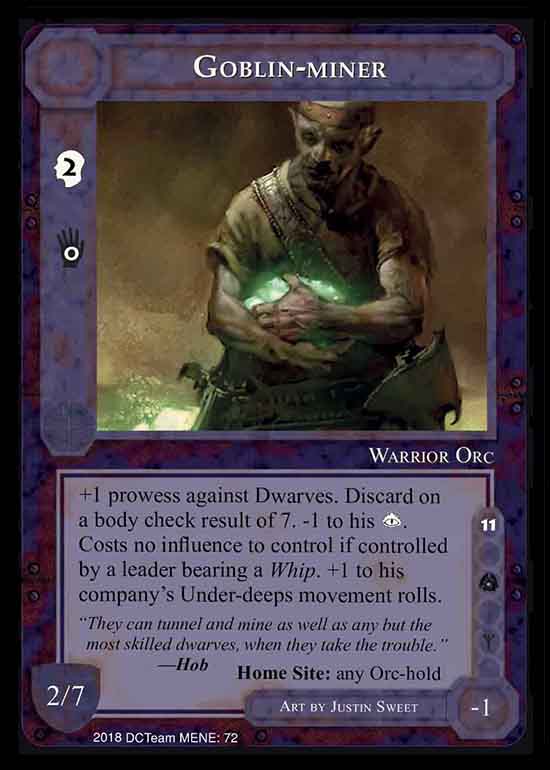 Goblin-miner
2
0
Warrior Orc
+1 prowess against Dwarves. Discard on
a body check result of 7. -1 to his .
Costs no influence to control if controlled
by a leader bearing a Whip. +1 to his
company's Under-deeps movement rolls.
11
“They can tunnel and mine as well as any but the
most skilled dwarves, when they take the trouble.”
—Hob
Home Site: any Orc-hold
2/7
Art by Justin Sweet
-1
2018 DCTeam MENE: 72